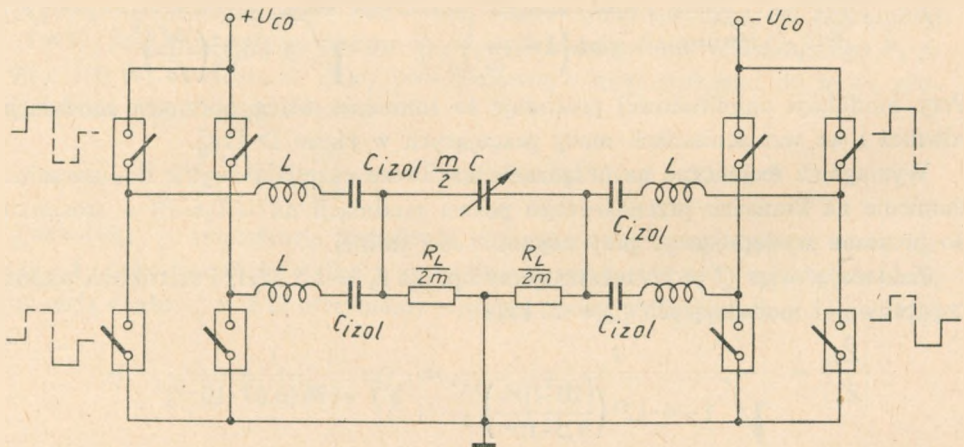 +U_CO
-U_CO
L
C_izol
m/2 C
L
C_izol
L
C_izol
R_L/2m
R_L/2m
C_izol
L